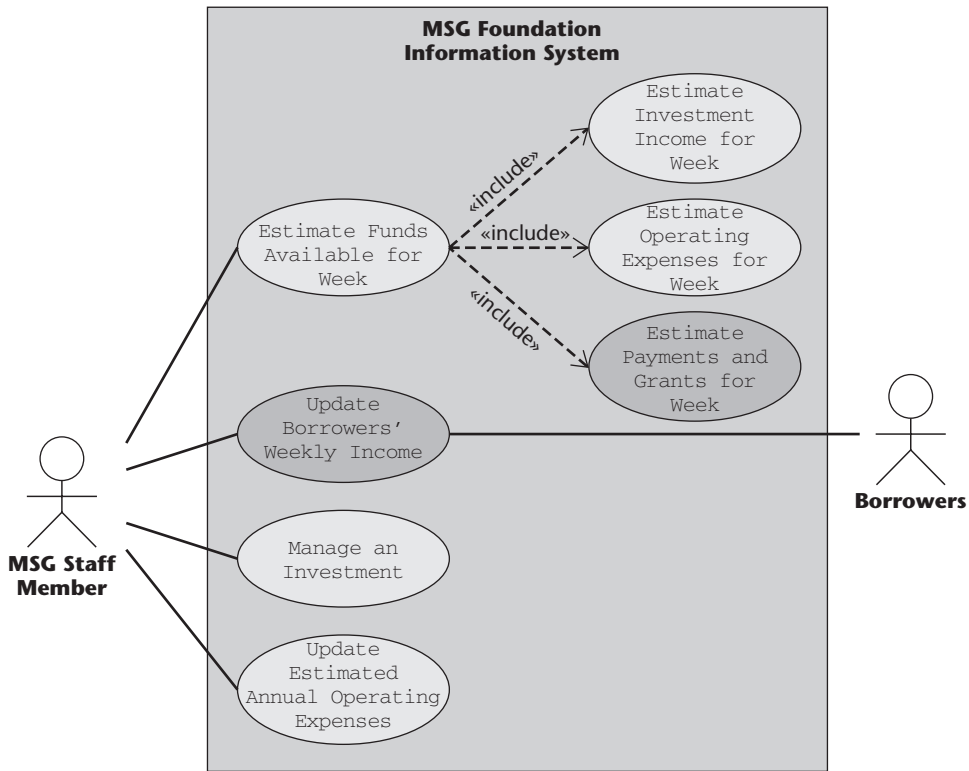 MSG Foundation
Information System
Estimate
Investment
Income for
Week
«include»
Estimate Funds
Available for
Week
«include»
Estimate
Operating
Expenses for
Week
«include»
Estimate
Payments and
Grants for
Week
Update
Borrowers’
Weekly Income
Borrowers
MSG Staff
Member
Manage an
Investment
Update
Estimated
Annual Operating
Expenses